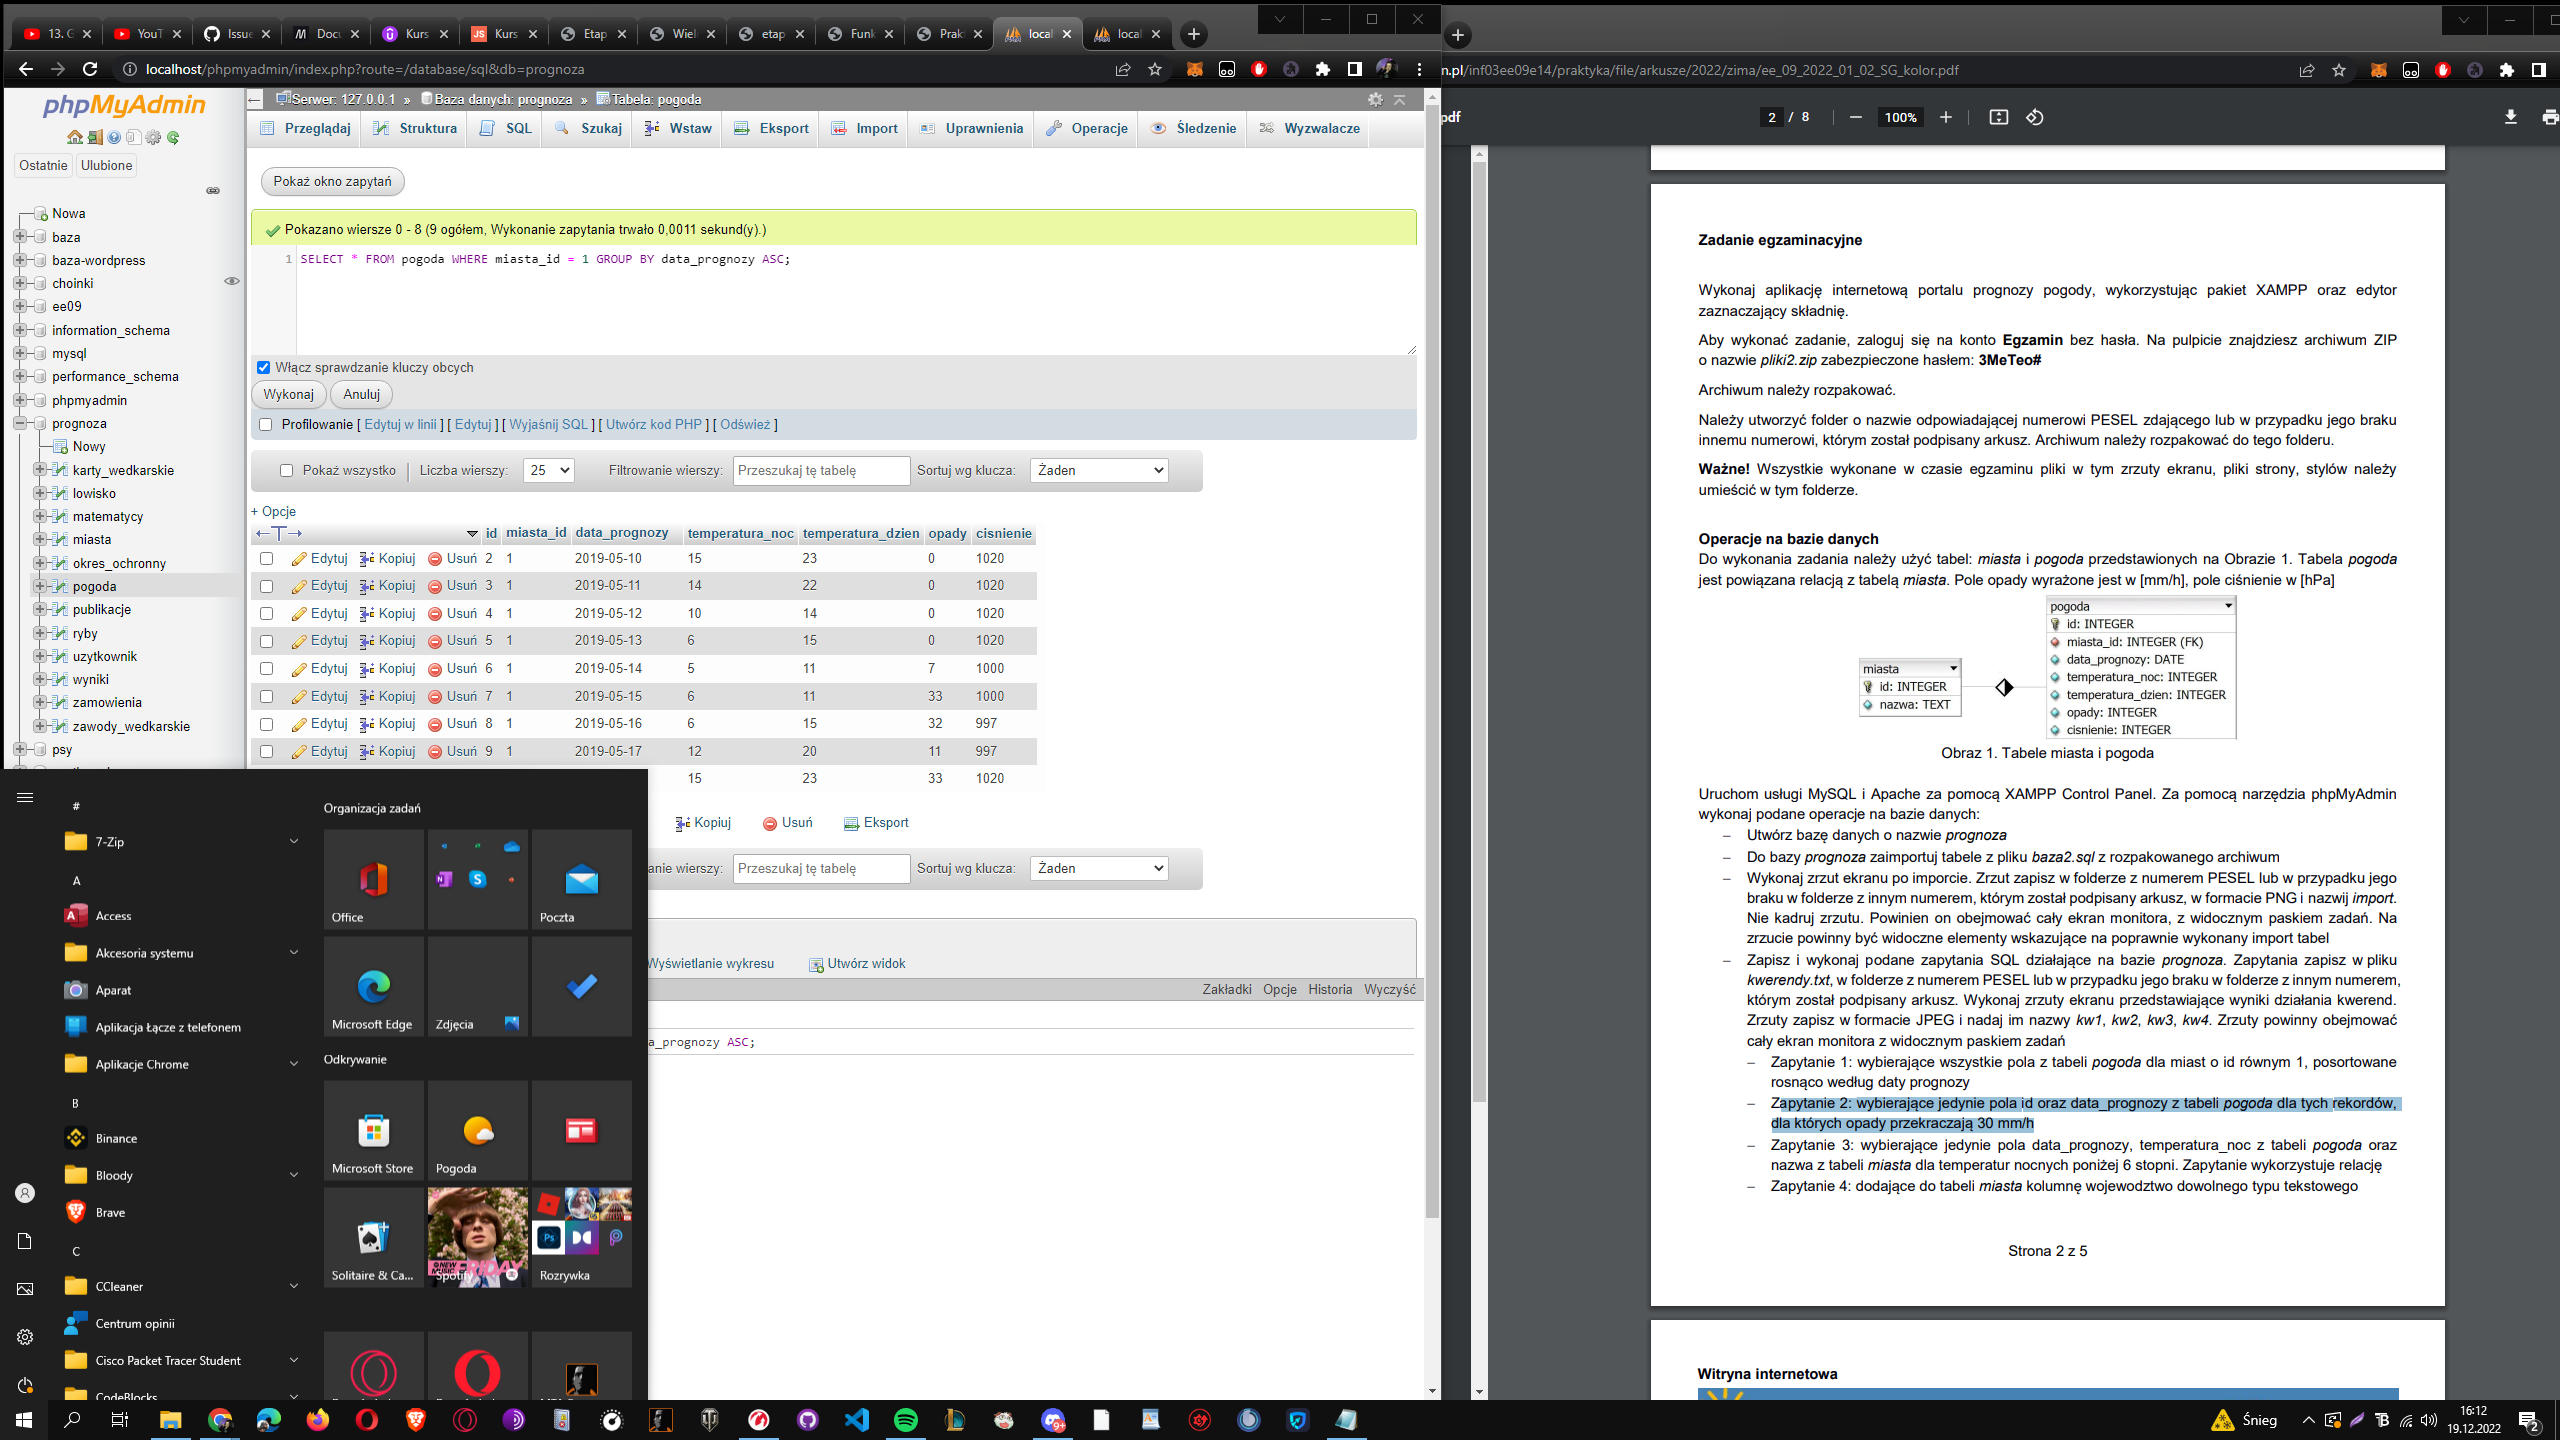 13. G
YouT
Issue
Docu
Kurs
Kurs
Etap
Wiel
etap
Funk
Prak
local
local
localhost/phpmyadmin/index.php?route=/database/sql&db=prognoza
phpMyAdmin
Ostatnie
Ulubione
Nowa
baza
baza-wordpress
choinki
ee09
information_schema
mysql
performance_schema
phpmyadmin
prognoza
Nowy
karty_wedkarskie
lowisko
matematycy
miasta
okres_ochronny
pogoda
publikacje
ryby
uzytkownik
wyniki
zamowienia
zawody_wedkarskie
psy
Serwer: 127.0.0.1 » Baza danych: prognoza » Tabela: pogoda
Przeglądaj Struktura SQL Szukaj Wstaw Eksport Import Uprawnienia Operacje Śledzenie Wyzwalacze
Pokaż okno zapytań
Pokazano wiersze 0 - 8 (9 ogółem, Wykonanie zapytania trwało 0,0011 sekund(y).)
1 SELECT * FROM pogoda WHERE miasta_id = 1 GROUP BY data_prognozy ASC;
Włącz sprawdzanie kluczy obcych
Wykonaj Anuluj
Profilowanie [ Edytuj w linii ] [ Edytuj ] [ Wyjaśnij SQL ] [ Utwórz kod PHP ] [ Odśwież ]
Pokaż wszystko Liczba wierszy: 25 Filtrowanie wierszy: Przeszukaj tę tabelę Sortuj wg klucza: Żaden
+ Opcje
←T→ id miasta_id data_prognozy temperatura_noc temperatura_dzien opady cisnienie
Edytuj Kopiuj Usuń 2 1 2019-05-10 15 23 0 1020
Edytuj Kopiuj Usuń 3 1 2019-05-11 14 22 0 1020
Edytuj Kopiuj Usuń 4 1 2019-05-12 10 14 0 1020
Edytuj Kopiuj Usuń 5 1 2019-05-13 6 15 0 1020
Edytuj Kopiuj Usuń 6 1 2019-05-14 5 11 7 1000
Edytuj Kopiuj Usuń 7 1 2019-05-15 6 11 33 1000
Edytuj Kopiuj Usuń 8 1 2019-05-16 6 15 32 997
Edytuj Kopiuj Usuń 9 1 2019-05-17 12 20 11 997
15 23 33 1020
Kopiuj Usuń Eksport
anie wierszy: Przeszukaj tę tabelę Sortuj wg klucza: Żaden
Wyświetlanie wykresu Utwórz widok
Zakładki Opcje Historia Wyczyść
a_prognozy ASC;
#
7-Zip
A
Access
Akcesoria systemu
Aparat
Aplikacja Łącze z telefonem
Aplikacje Chrome
B
Binance
Bloody
Brave
C
CCleaner
Centrum opinii
Cisco Packet Tracer Student
CodeBlocks
Organizacja zadań
Office
Poczta
Microsoft Edge
Zdjęcia
Odkrywanie
Microsoft Store
Pogoda
Solitaire & Ca...
NEW MUSIC FRIDAY
Spotify
Ps
Rozrywka
n.pl/inf03ee09e14/praktyka/file/arkusze/2022/zima/ee_09_2022_01_02_SG_kolor.pdf
pdf
2 / 8
100%
Zadanie egzaminacyjne
Wykonaj aplikację internetową portalu prognozy pogody, wykorzystując pakiet XAMPP oraz edytor
zaznaczający składnię.
Aby wykonać zadanie, zaloguj się na konto Egzamin bez hasła. Na pulpicie znajdziesz archiwum ZIP
o nazwie pliki2.zip zabezpieczone hasłem: 3MeTeo#
Archiwum należy rozpakować.
Należy utworzyć folder o nazwie odpowiadającej numerowi PESEL zdającego lub w przypadku jego braku
innemu numerowi, którym został podpisany arkusz. Archiwum należy rozpakować do tego folderu.
Ważne! Wszystkie wykonane w czasie egzaminu pliki w tym zrzuty ekranu, pliki strony, stylów należy
umieścić w tym folderze.
Operacje na bazie danych
Do wykonania zadania należy użyć tabel: miasta i pogoda przedstawionych na Obrazie 1. Tabela pogoda
jest powiązana relacją z tabelą miasta. Pole opady wyrażone jest w [mm/h], pole ciśnienie w [hPa]
miasta
id: INTEGER
nazwa: TEXT
pogoda
id: INTEGER
miasta_id: INTEGER (FK)
data_prognozy: DATE
temperatura_noc: INTEGER
temperatura_dzien: INTEGER
opady: INTEGER
cisnienie: INTEGER
Obraz 1. Tabele miasta i pogoda
Uruchom usługi MySQL i Apache za pomocą XAMPP Control Panel. Za pomocą narzędzia phpMyAdmin
wykonaj podane operacje na bazie danych:
– Utwórz bazę danych o nazwie prognoza
– Do bazy prognoza zaimportuj tabele z pliku baza2.sql z rozpakowanego archiwum
– Wykonaj zrzut ekranu po imporcie. Zrzut zapisz w folderze z numerem PESEL lub w przypadku jego
braku w folderze z innym numerem, którym został podpisany arkusz, w formacie PNG i nazwij import.
Nie kadruj zrzutu. Powinien on obejmować cały ekran monitora, z widocznym paskiem zadań. Na
zrzucie powinny być widoczne elementy wskazujące na poprawnie wykonany import tabel
– Zapisz i wykonaj podane zapytania SQL działające na bazie prognoza. Zapytania zapisz w pliku
kwerendy.txt, w folderze z numerem PESEL lub w przypadku jego braku w folderze z innym numerem,
którym został podpisany arkusz. Wykonaj zrzuty ekranu przedstawiające wyniki działania kwerend.
Zrzuty zapisz w formacie JPEG i nadaj im nazwy kw1, kw2, kw3, kw4. Zrzuty powinny obejmować
cały ekran monitora z widocznym paskiem zadań
– Zapytanie 1: wybierające wszystkie pola z tabeli pogoda dla miast o id równym 1, posortowane
rosnąco według daty prognozy
– Zapytanie 2: wybierające jedynie pola id oraz data_prognozy z tabeli pogoda dla tych rekordów,
dla których opady przekraczają 30 mm/h
– Zapytanie 3: wybierające jedynie pola data_prognozy, temperatura_noc z tabeli pogoda oraz
nazwa z tabeli miasta dla temperatur nocnych poniżej 6 stopni. Zapytanie wykorzystuje relację
– Zapytanie 4: dodające do tabeli miasta kolumnę wojewodztwo dowolnego typu tekstowego
Strona 2 z 5
Witryna internetowa
Śnieg
16:12
19.12.2022
2